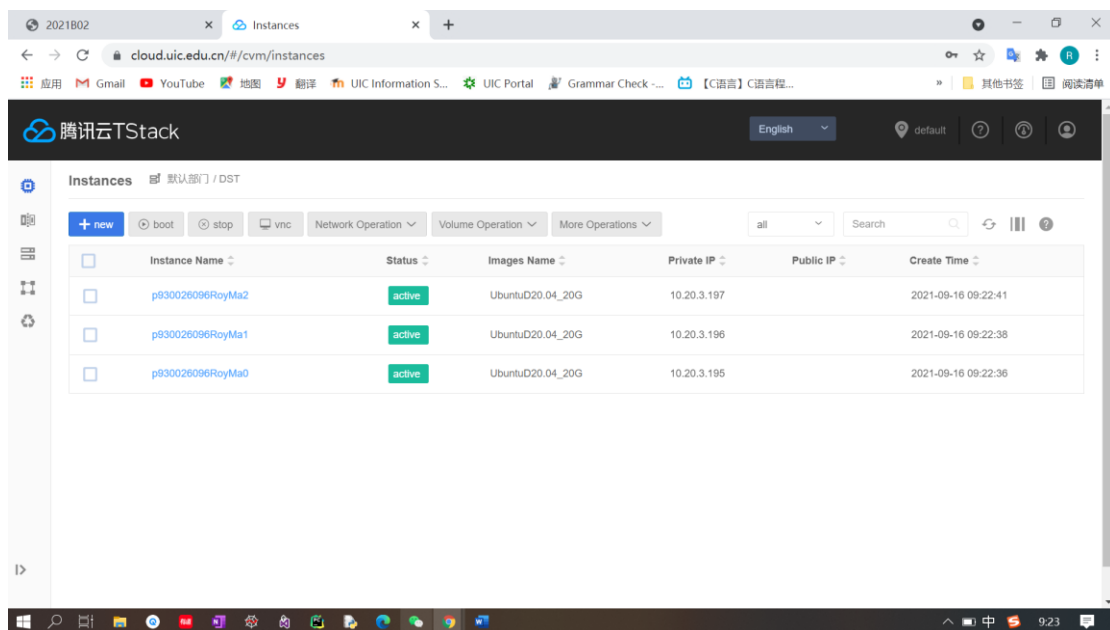 2021B02
Instances
cloud.uic.edu.cn/#/cvm/instances
R
应用 Gmail YouTube 地图 翻译 UIC Information S... UIC Portal Grammar Check -... 【C语言】C语言程... » 其他书签 阅读清单
腾讯云TStack English default
Instances 默认部门 / DST
+ new boot stop vnc Network Operation Volume Operation More Operations all Search
Instance Name Status Images Name Private IP Public IP Create Time
p930026096RoyMa2 active UbuntuD20.04_20G 10.20.3.197 2021-09-16 09:22:41
p930026096RoyMa1 active UbuntuD20.04_20G 10.20.3.196 2021-09-16 09:22:38
p930026096RoyMa0 active UbuntuD20.04_20G 10.20.3.195 2021-09-16 09:22:36
中 9:23